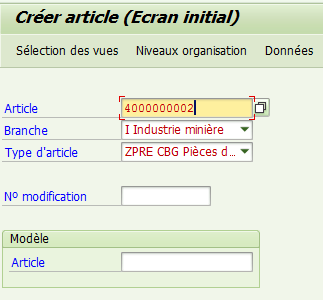 Créer article (Ecran initial)
Sélection des vues Niveaux organisation Données
Article 4000000002
Branche I Industrie minière
Type d'article ZPRE CBG Pièces d...
Nº modification
Modèle
Article